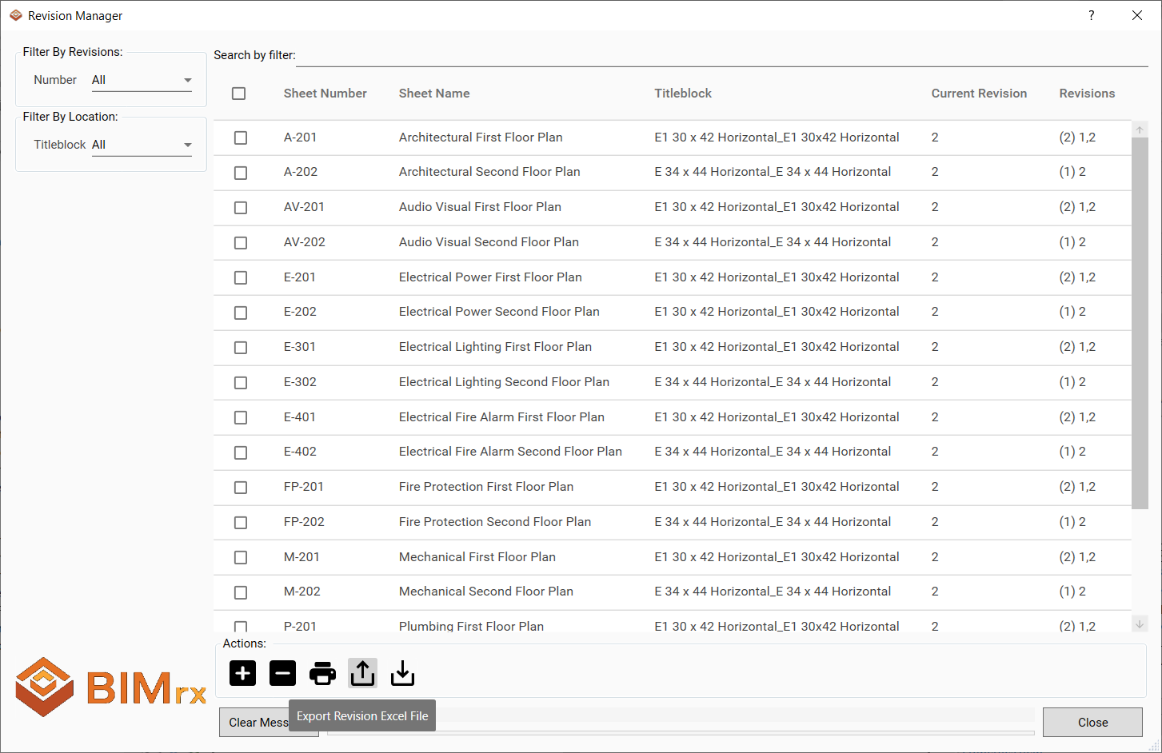 Revision Manager
?
Filter By Revisions:
Number All
Filter By Location:
Titleblock All
Search by filter:
Sheet Number Sheet Name Titleblock Current Revision Revisions
A-201 Architectural First Floor Plan E1 30 x 42 Horizontal_E1 30x42 Horizontal 2 (2) 1,2
A-202 Architectural Second Floor Plan E 34 x 44 Horizontal_E 34 x 44 Horizontal 2 (1) 2
AV-201 Audio Visual First Floor Plan E1 30 x 42 Horizontal_E1 30x42 Horizontal 2 (2) 1,2
AV-202 Audio Visual Second Floor Plan E 34 x 44 Horizontal_E 34 x 44 Horizontal 2 (1) 2
E-201 Electrical Power First Floor Plan E1 30 x 42 Horizontal_E1 30x42 Horizontal 2 (2) 1,2
E-202 Electrical Power Second Floor Plan E1 30 x 42 Horizontal_E1 30x42 Horizontal 2 (1) 2
E-301 Electrical Lighting First Floor Plan E1 30 x 42 Horizontal_E1 30x42 Horizontal 2 (2) 1,2
E-302 Electrical Lighting Second Floor Plan E 34 x 44 Horizontal_E 34 x 44 Horizontal 2 (1) 2
E-401 Electrical Fire Alarm First Floor Plan E1 30 x 42 Horizontal_E1 30x42 Horizontal 2 (2) 1,2
E-402 Electrical Fire Alarm Second Floor Plan E 34 x 44 Horizontal_E 34 x 44 Horizontal 2 (1) 2
FP-201 Fire Protection First Floor Plan E1 30 x 42 Horizontal_E1 30x42 Horizontal 2 (2) 1,2
FP-202 Fire Protection Second Floor Plan E 34 x 44 Horizontal_E 34 x 44 Horizontal 2 (1) 2
M-201 Mechanical First Floor Plan E1 30 x 42 Horizontal_E1 30x42 Horizontal 2 (2) 1,2
M-202 Mechanical Second Floor Plan E 34 x 44 Horizontal_E 34 x 44 Horizontal 2 (1) 2
P-201 Plumbing First Floor Plan E1 30 x 42 Horizontal_E1 30x42 Horizontal 2 (2) 1,2
Actions:
BIMrx
Clear Mess
Export Revision Excel File
Close